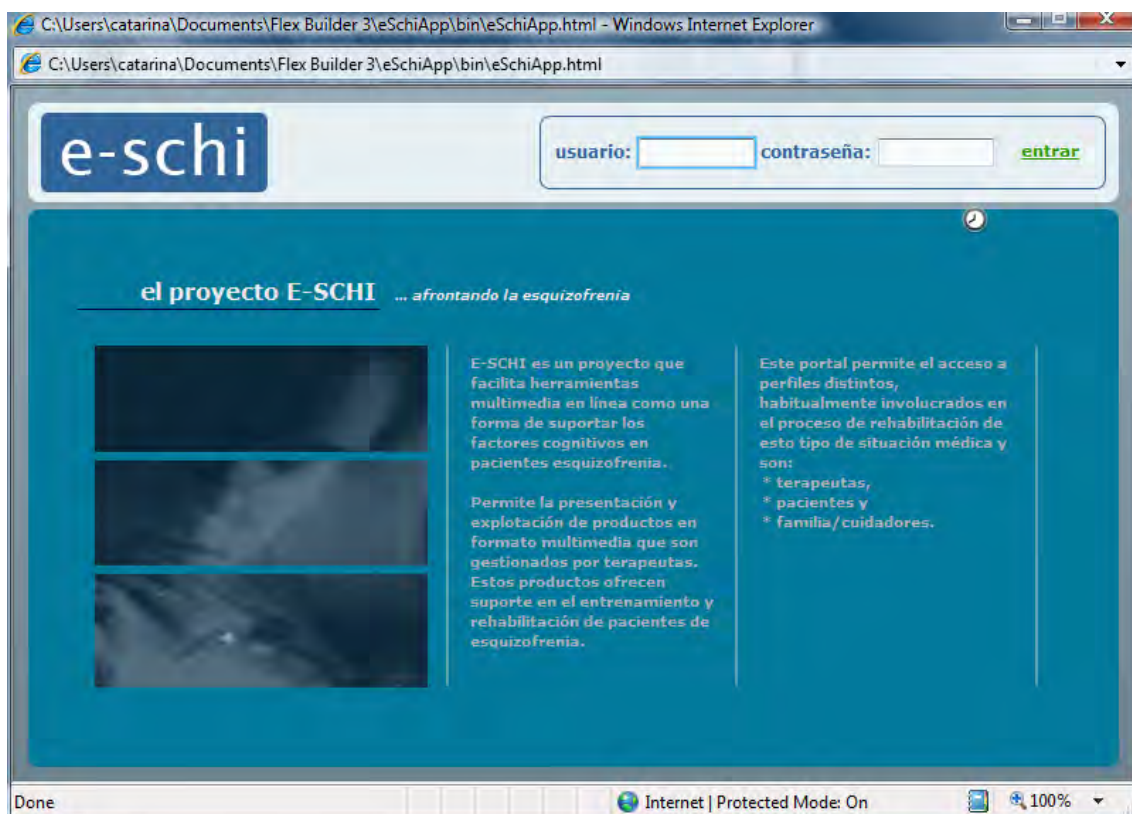 C:\Users\catarina\Documents\Flex Builder 3\eSchiApp\bin\eSchiApp.html - Windows Internet Explorer
C:\Users\catarina\Documents\Flex Builder 3\eSchiApp\bin\eSchiApp.html
e-schi
usuario:
contraseña:
entrar
el proyecto E-SCHI ... afrontando la esquizofrenia
E-SCHI es un proyecto que
facilita herramientas
multimedia en línea como una
forma de suportar los
factores cognitivos en
pacientes esquizofrenia.
Permite la presentación y
explotación de productos en
formato multimedia que son
gestionados por terapeutas.
Estos productos ofrecen
suporte en el entrenamiento y
rehabilitación de pacientes de
esquizofrenia.
Este portal permite el acceso a
perfiles distintos,
habitualmente involucrados en
el proceso de rehabilitación de
esto tipo de situación médica y
son:
* terapeutas,
* pacientes y
* familia/cuidadores.
Done
Internet | Protected Mode: On
100%